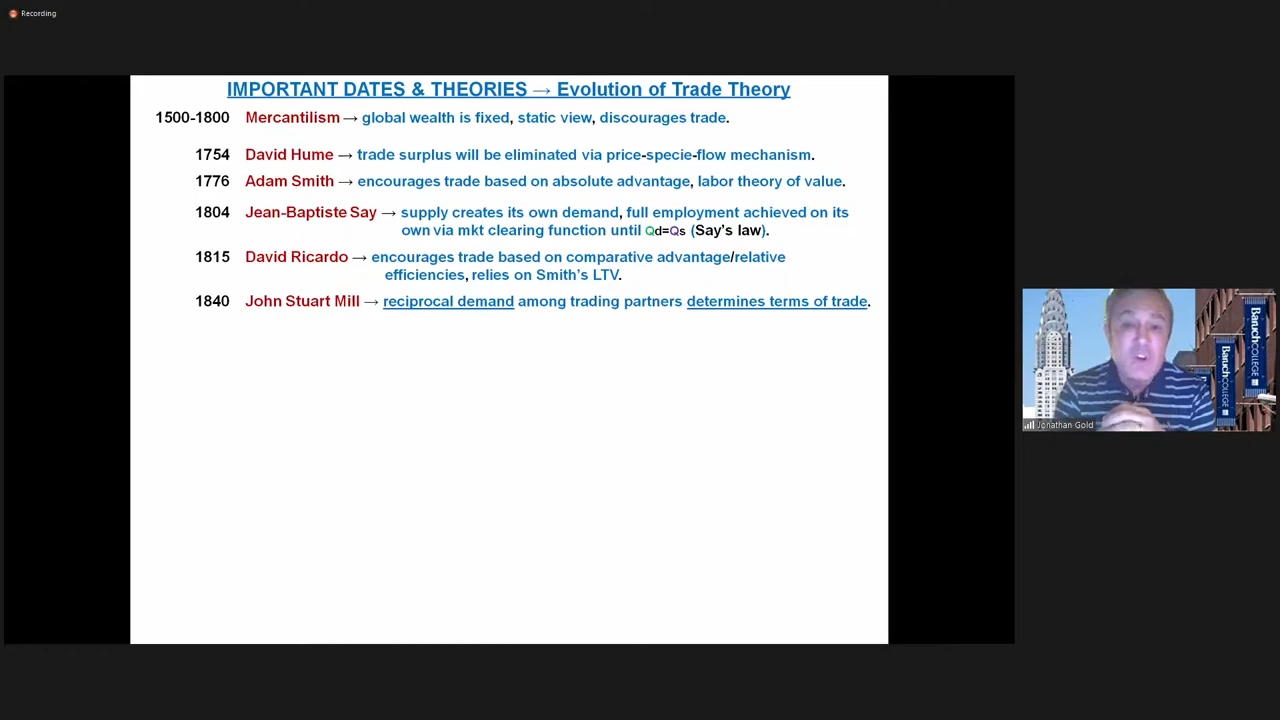 Recording
IMPORTANT DATES & THEORIES → Evolution of Trade Theory
1500-1800 Mercantilism → global wealth is fixed, static view, discourages trade.
1754 David Hume → trade surplus will be eliminated via price-specie-flow mechanism.
1776 Adam Smith → encourages trade based on absolute advantage, labor theory of value.
1804 Jean-Baptiste Say → supply creates its own demand, full employment achieved on its
own via mkt clearing function until Qd=Qs (Say's law).
1815 David Ricardo → encourages trade based on comparative advantage/relative
efficiencies, relies on Smith's LTV.
1840 John Stuart Mill → reciprocal demand among trading partners determines terms of trade.
Baruch COLLEGE
Baruch COLLEGE
Jonathan Gold